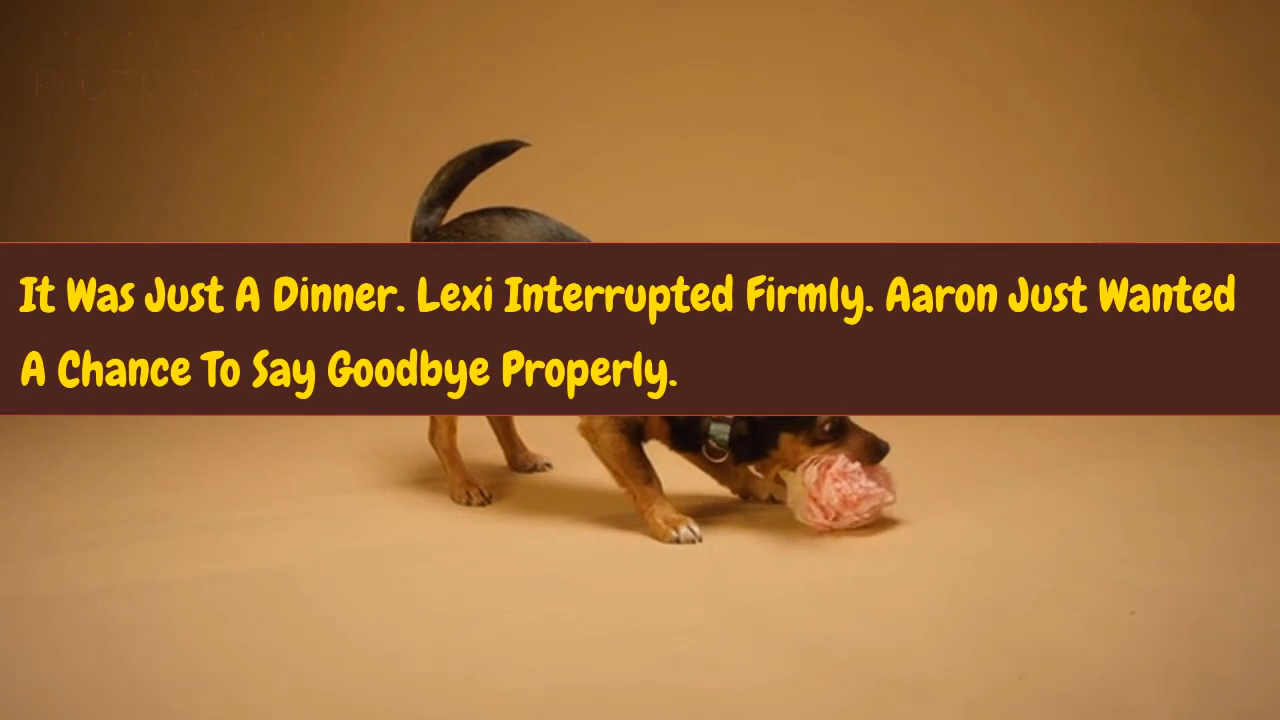 It Was Just A Dinner. Lexi Interrupted Firmly. Aaron Just Wanted
A Chance To Say Goodbye Properly.